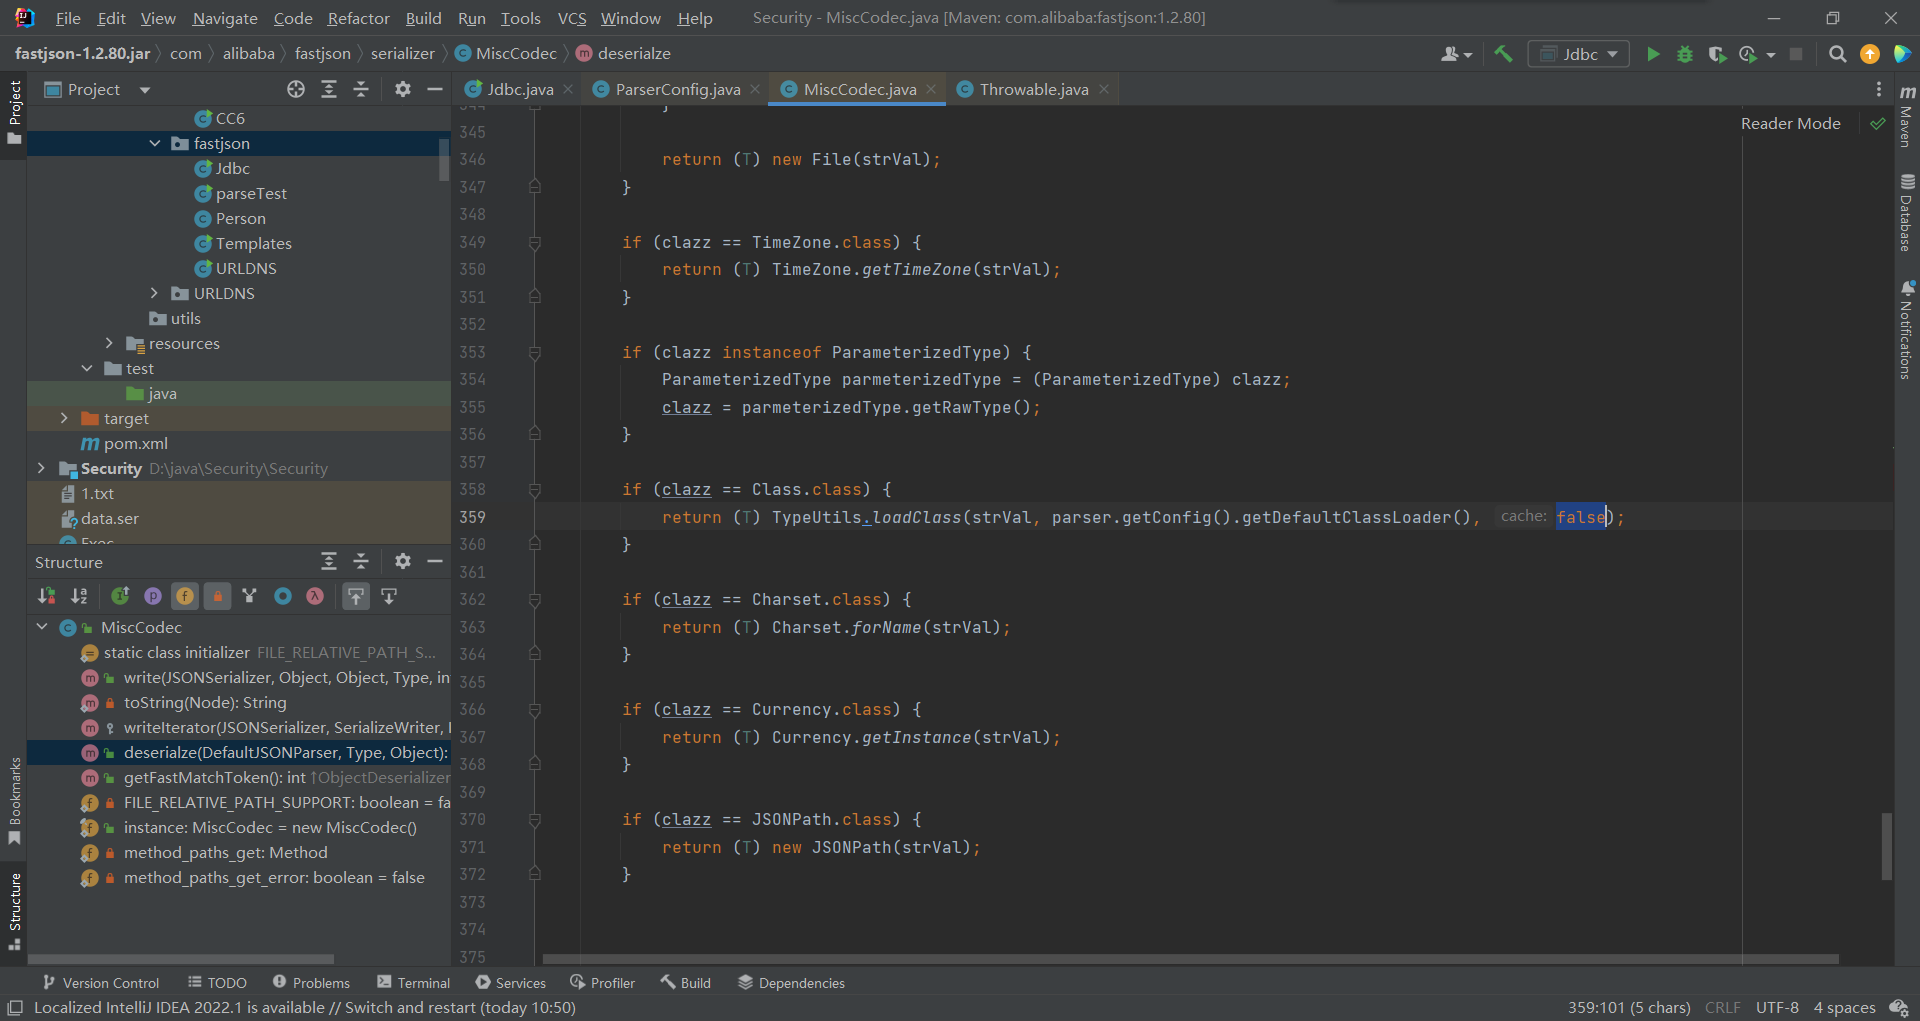 File Edit View Navigate Code Refactor Build Run Tools VCS Window Help Security - MiscCodec.java [Maven: com.alibaba:fastjson:1.2.80]
fastjson-1.2.80.jar com alibaba fastjson serializer MiscCodec deserialze Jdbc
Project
Project
Jdbc.java ParserConfig.java MiscCodec.java Throwable.java
CC6
fastjson
Jdbc
parseTest
Person
Templates
URLDNS
URLDNS
utils
resources
test
java
target
pom.xml
Security D:\java\Security\Security
1.txt
data.ser
Exec
Structure
MiscCodec
static class initializer FILE_RELATIVE_PATH_S...
write(JSONSerializer, Object, Object, Type, in
toString(Node): String
writeIterator(JSONSerializer, SerializeWriter,
deserialze(DefaultJSONParser, Type, Object):
getFastMatchToken(): int ↑ObjectDeserializer
FILE_RELATIVE_PATH_SUPPORT: boolean = fa
instance: MiscCodec = new MiscCodec()
method_paths_get: Method
method_paths_get_error: boolean = false
Bookmarks
Structure
Reader Mode
344 }
345
346 return (T) new File(strVal);
347 }
348
349 if (clazz == TimeZone.class) {
350 return (T) TimeZone.getTimeZone(strVal);
351 }
352
353 if (clazz instanceof ParameterizedType) {
354 ParameterizedType parmeterizedType = (ParameterizedType) clazz;
355 clazz = parmeterizedType.getRawType();
356 }
357
358 if (clazz == Class.class) {
359 return (T) TypeUtils.loadClass(strVal, parser.getConfig().getDefaultClassLoader(), cache: false);
360 }
361
362 if (clazz == Charset.class) {
363 return (T) Charset.forName(strVal);
364 }
365
366 if (clazz == Currency.class) {
367 return (T) Currency.getInstance(strVal);
368 }
369
370 if (clazz == JSONPath.class) {
371 return (T) new JSONPath(strVal);
372 }
373
374
375
Maven
Database
Notifications
Version Control TODO Problems Terminal Services Profiler Build Dependencies
Localized IntelliJ IDEA 2022.1 is available // Switch and restart (today 10:50) 359:101 (5 chars) CRLF UTF-8 4 spaces